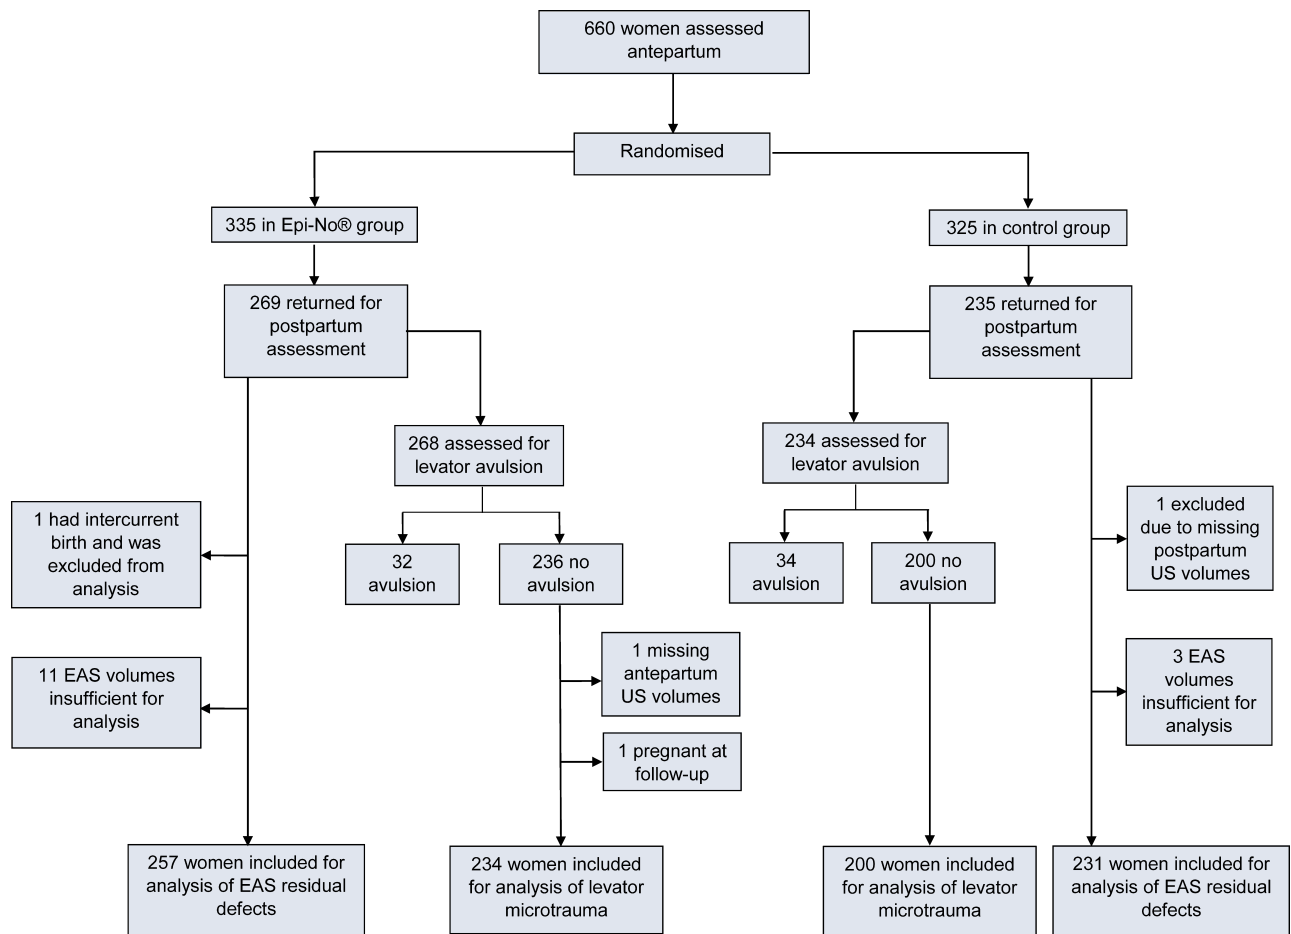 660 women assessed
antepartum
Randomised
335 in Epi-No® group
325 in control group
269 returned for
postpartum
assessment
235 returned for
postpartum
assessment
268 assessed for
levator avulsion
234 assessed for
levator avulsion
1 had intercurrent
birth and was
excluded from
analysis
32
avulsion
236 no
avulsion
34
avulsion
200 no
avulsion
1 excluded
due to missing
postpartum
US volumes
11 EAS volumes
insufficient for
analysis
1 missing
antepartum
US volumes
1 pregnant at
follow-up
3 EAS
volumes
insufficient for
analysis
257 women included for
analysis of EAS residual
defects
234 women included
for analysis of levator
microtrauma
200 women included
for analysis of levator
microtrauma
231 women included for
analysis of EAS residual
defects